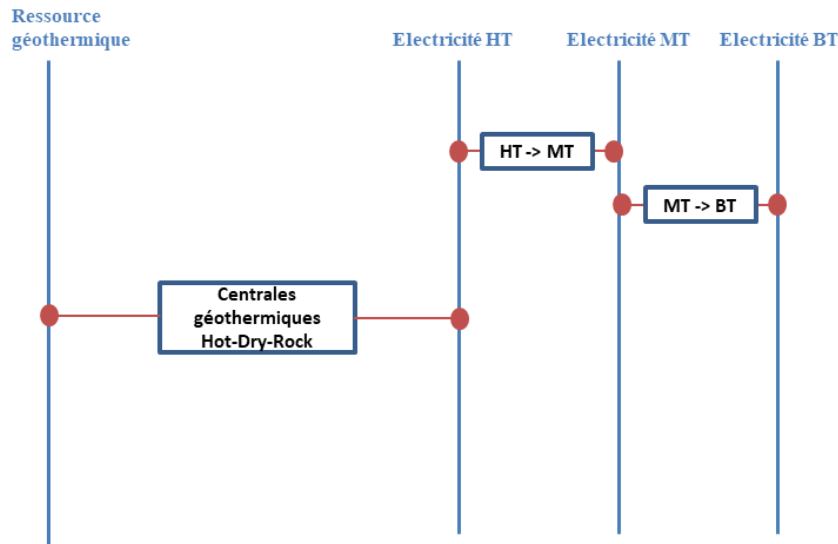 Ressource
géothermique
Electricité HT
Electricité MT
Electricité BT
HT -> MT
MT -> BT
Centrales
géothermiques
Hot-Dry-Rock